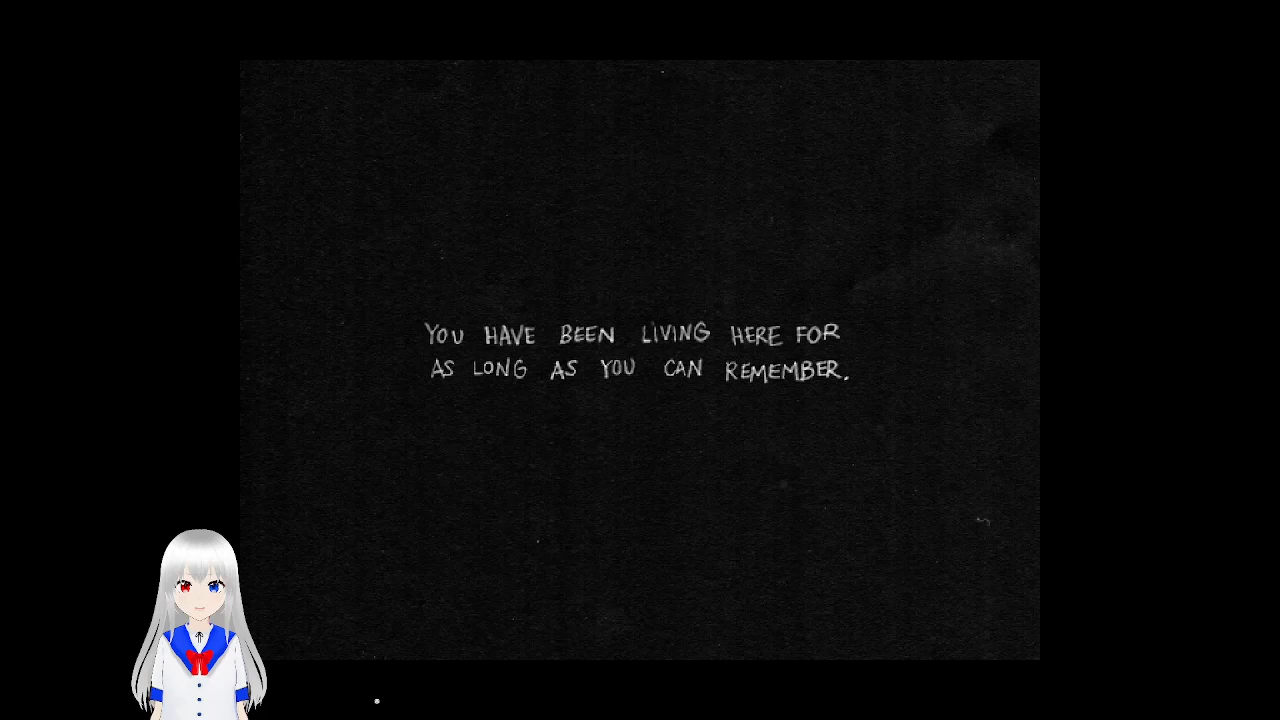 YOU HAVE BEEN LIVING HERE FOR
AS LONG AS YOU CAN REMEMBER.